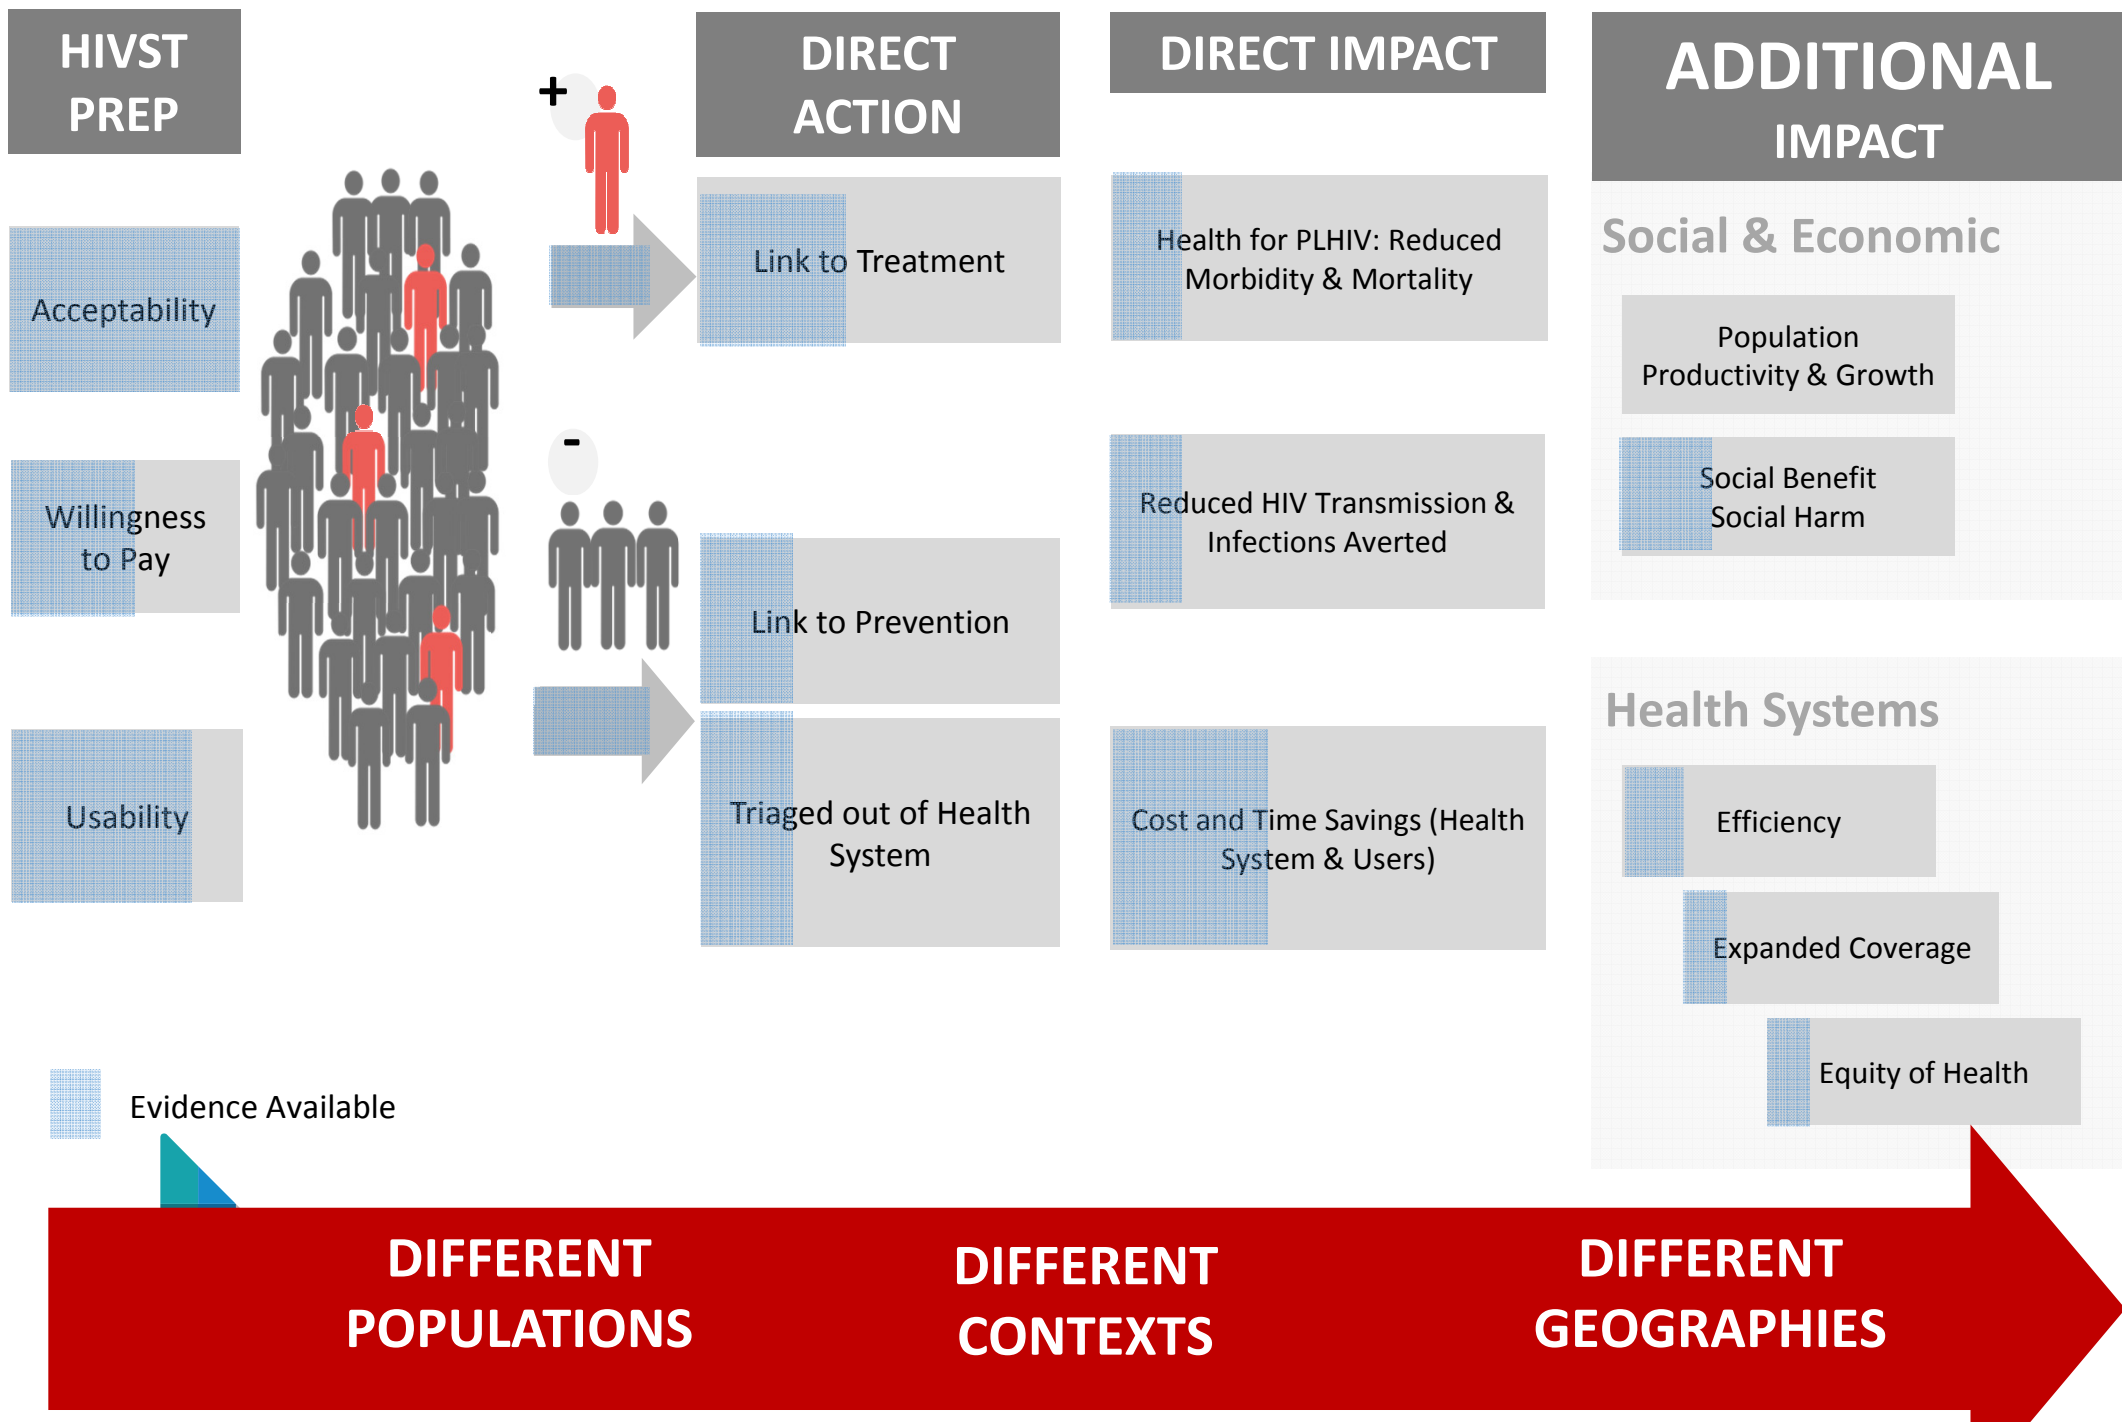 HIVST
PREP
Acceptability
Willingness
to Pay
Usability
+
-
DIRECT
ACTION
Link to Treatment
Link to Prevention
Triaged out of Health
System
DIRECT IMPACT
Health for PLHIV: Reduced
Morbidity & Mortality
Reduced HIV Transmission &
Infections Averted
Cost and Time Savings (Health
System & Users)
ADDITIONAL
IMPACT
Social & Economic
Population
Productivity & Growth
Social Benefit
Social Harm
Health Systems
Efficiency
Expanded Coverage
Equity of Health
Evidence Available
DIFFERENT
POPULATIONS
DIFFERENT
CONTEXTS
DIFFERENT
GEOGRAPHIES